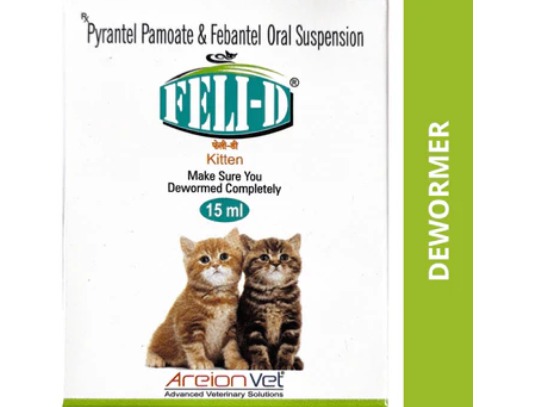 Rx Pyrantel Pamoate & Febantel Oral Suspension
FELI-D®
फेली-डी
Kitten
Make Sure You
Dewormed Completely
15 ml
AreionVet®
Advanced Veterinary Solutions
DEWORMER